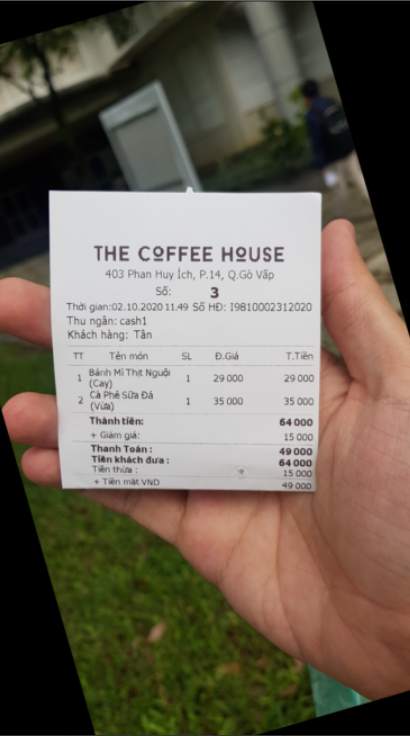 THE COFFEE HOUSE
403 Phan Huy Ích, P.14, Q.Gò Vấp
Số: 3
Thời gian:02.10.2020 11.49 Số HĐ: 19810002312020
Thu ngân: cash1
Khách hàng: Tân
TT Tên món SL Đ.Giá T.Tiền
1 Bánh Mì Thịt Nguội (Cay) 1 29 000 29 000
2 Cà Phê Sữa Đá (Vừa) 1 35 000 35 000
Thành tiền: 64 000
+ Giảm giá: 15 000
Thanh Toán : 49 000
Tiền khách đưa : 64 000
Tiền thừa : 15 000
+ Tiền mặt VND 49 000